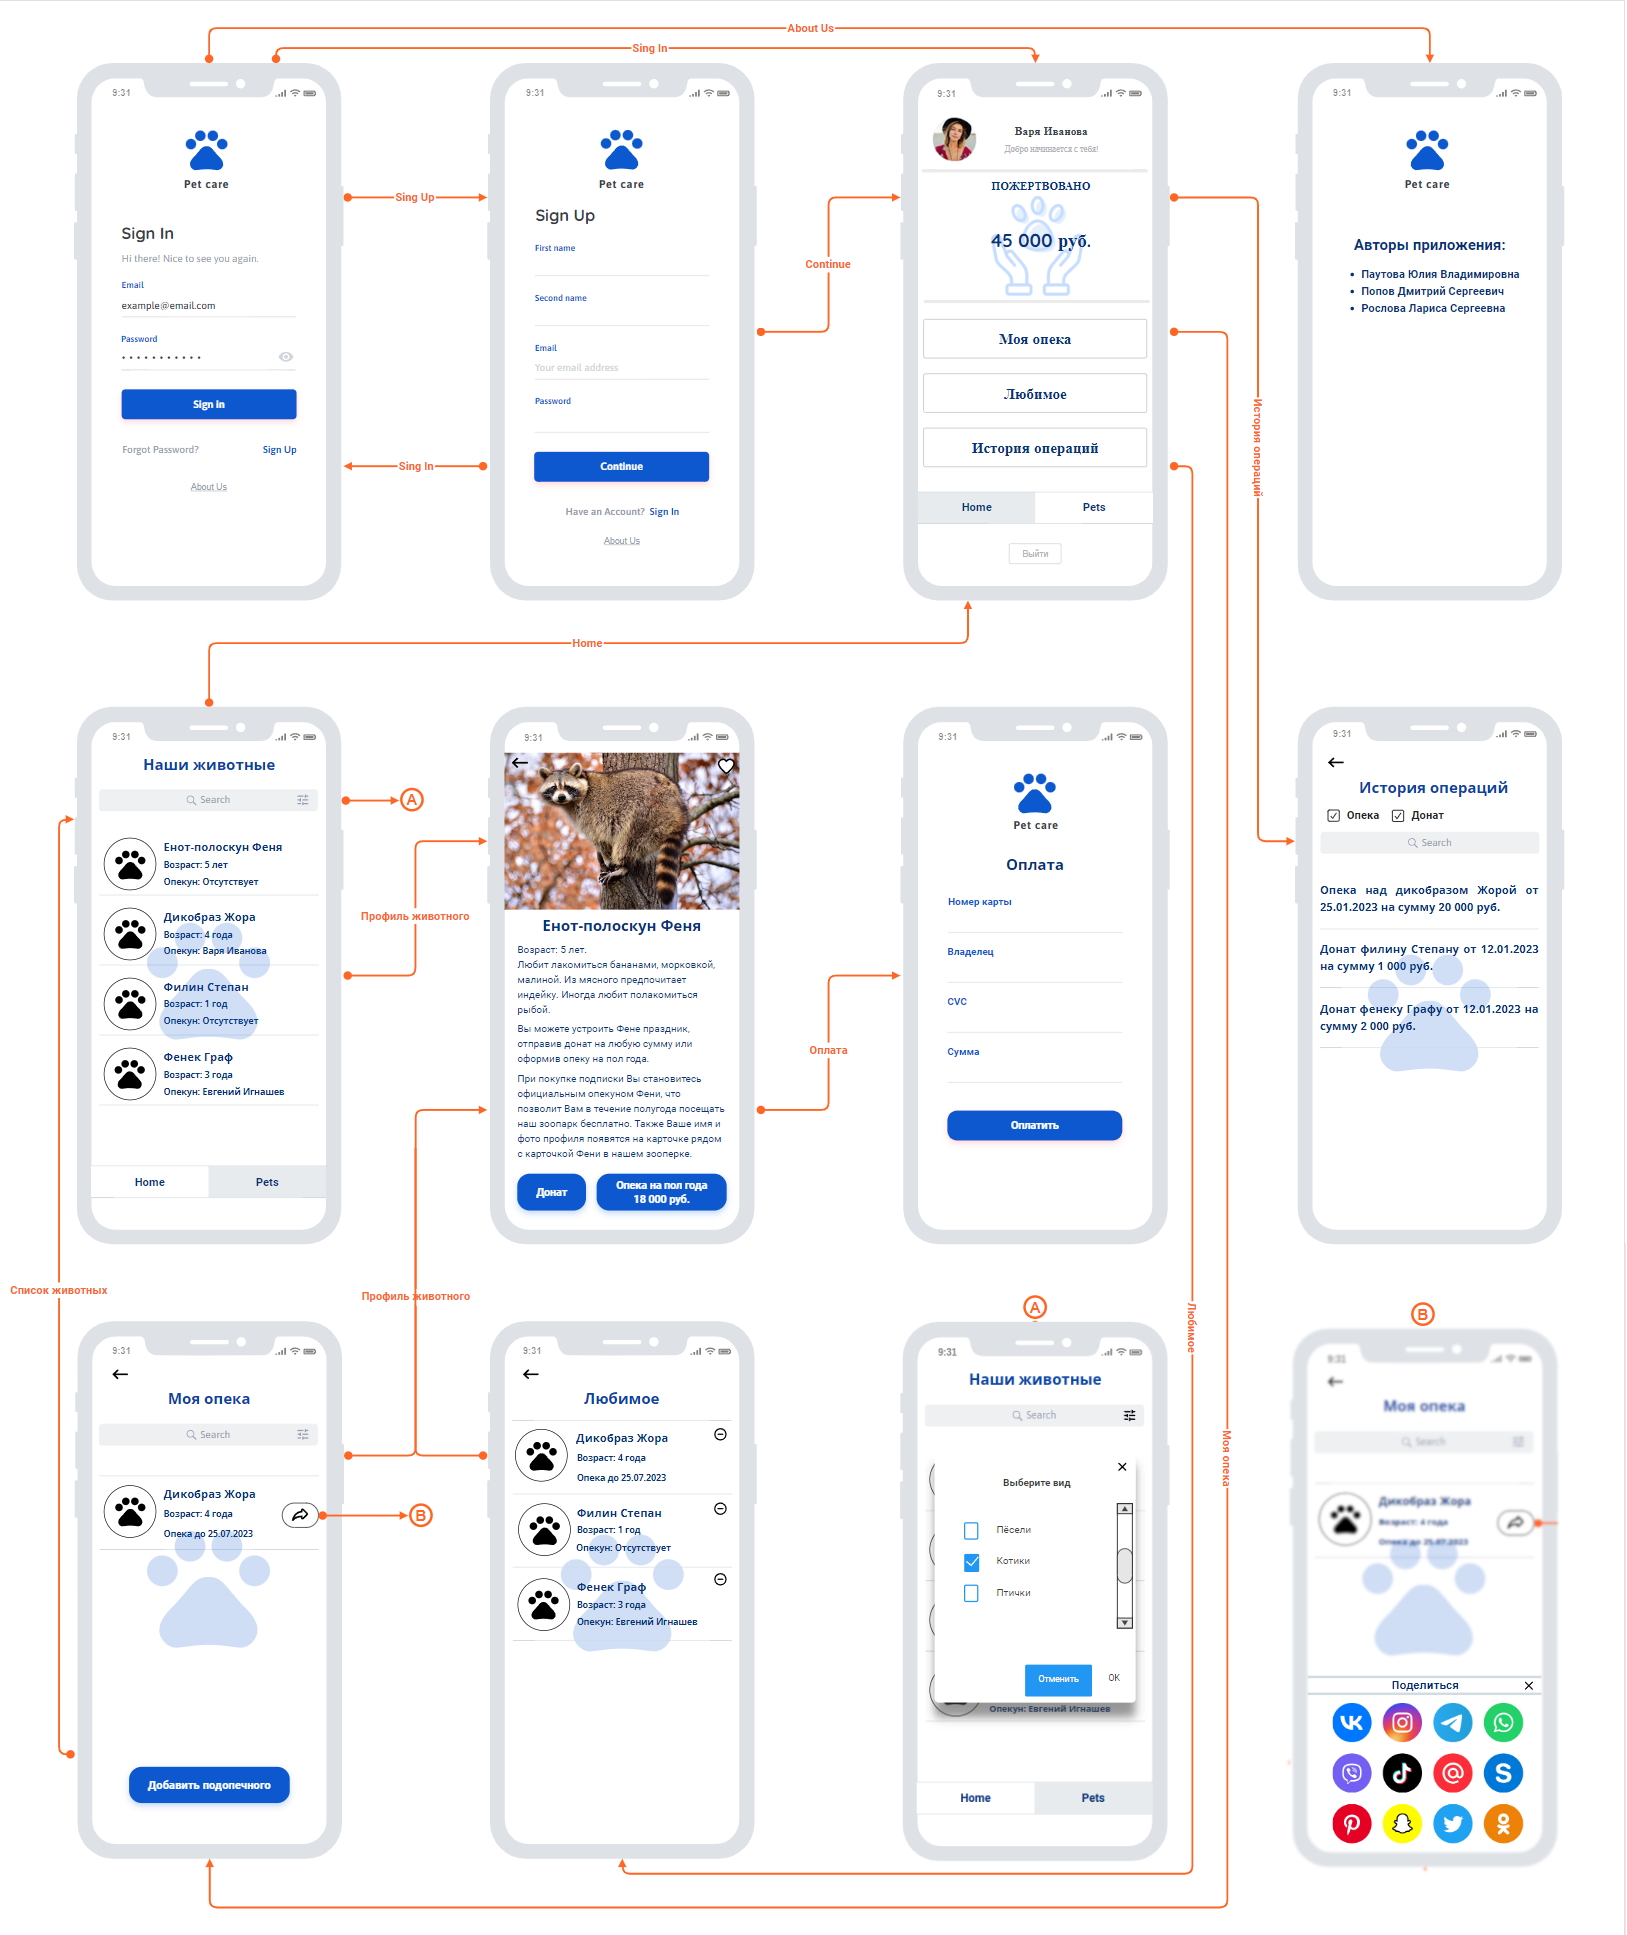 About Us
Sing In
9:31
Pet care
Sign In
Hi there! Nice to see you again.
Email
example@email.com
Password
Sign In
Forgot Password? Sign Up
About Us
Sing Up
Sing In
9:31
Pet care
Sign Up
First name
Second name
Email
Your email address
Password
Continue
Have an Account? Sign In
About Us
Continue
9:31
Варя Иванова
Добро начинается с тебя!
ПОЖЕРТВОВАНО
45 000 руб.
Моя опека
Любимое
История операций
Home Pets
Выйти
История операций
9:31
Pet care
Авторы приложения:
• Паутова Юлия Владимировна
• Попов Дмитрий Сергеевич
• Рослова Лариса Сергеевна
Home
9:31
Наши животные
Search
Енот-полоскун Феня
Возраст: 5 лет
Опекун: Отсутствует
Дикобраз Жора
Возраст: 4 года
Опекун: Варя Иванова
Филин Степан
Возраст: 1 год
Опекун: Отсутствует
Фенек Граф
Возраст: 3 года
Опекун: Евгений Игнашев
Home Pets
A
Профиль животного
9:31
Енот-полоскун Феня
Возраст: 5 лет.
Любит лакомиться бананами, морковкой,
малиной. Из мясного предпочитает
индейку. Иногда любит полакомиться
рыбой.
Вы можете устроить Фене праздник,
отправив донат на любую сумму или
оформив опеку на пол года.
При покупке подписки Вы становитесь
официальным опекуном Фени, что
позволит Вам в течение полугода посещать
наш зоопарк бесплатно. Также Ваше имя и
фото профиля появятся на карточке рядом
с карточкой Фени в нашем зооперке.
Донат
Опека на пол года
18 000 руб.
Оплата
9:31
Pet care
Оплата
Номер карты
Владелец
CVC
Сумма
Оплатить
9:31
История операций
Опека Донат
Search
Опека над дикобразом Жорой от
25.01.2023 на сумму 20 000 руб.
Донат филину Степану от 12.01.2023
на сумму 1 000 руб.
Донат фенеку Графу от 12.01.2023 на
сумму 2 000 руб.
Список животных
Профиль животного
Любимое
Моя опека
9:31
Моя опека
Search
Дикобраз Жора
Возраст: 4 года
Опека до 25.07.2023
B
Добавить подопечного
9:31
Любимое
Дикобраз Жора
Возраст: 4 года
Опека до 25.07.2023
Филин Степан
Возраст: 1 год
Опекун: Отсутствует
Фенек Граф
Возраст: 3 года
Опекун: Евгений Игнашев
A
9:31
Наши животные
Search
Выберите вид
Пёсели
Котики
Птички
Отменить OK
Опекун: Евгений Игнашев
Home Pets
B
9:31
Моя опека
Search
Дикобраз Жора
Возраст: 4 года
Опека до 25.07.2023
Поделиться